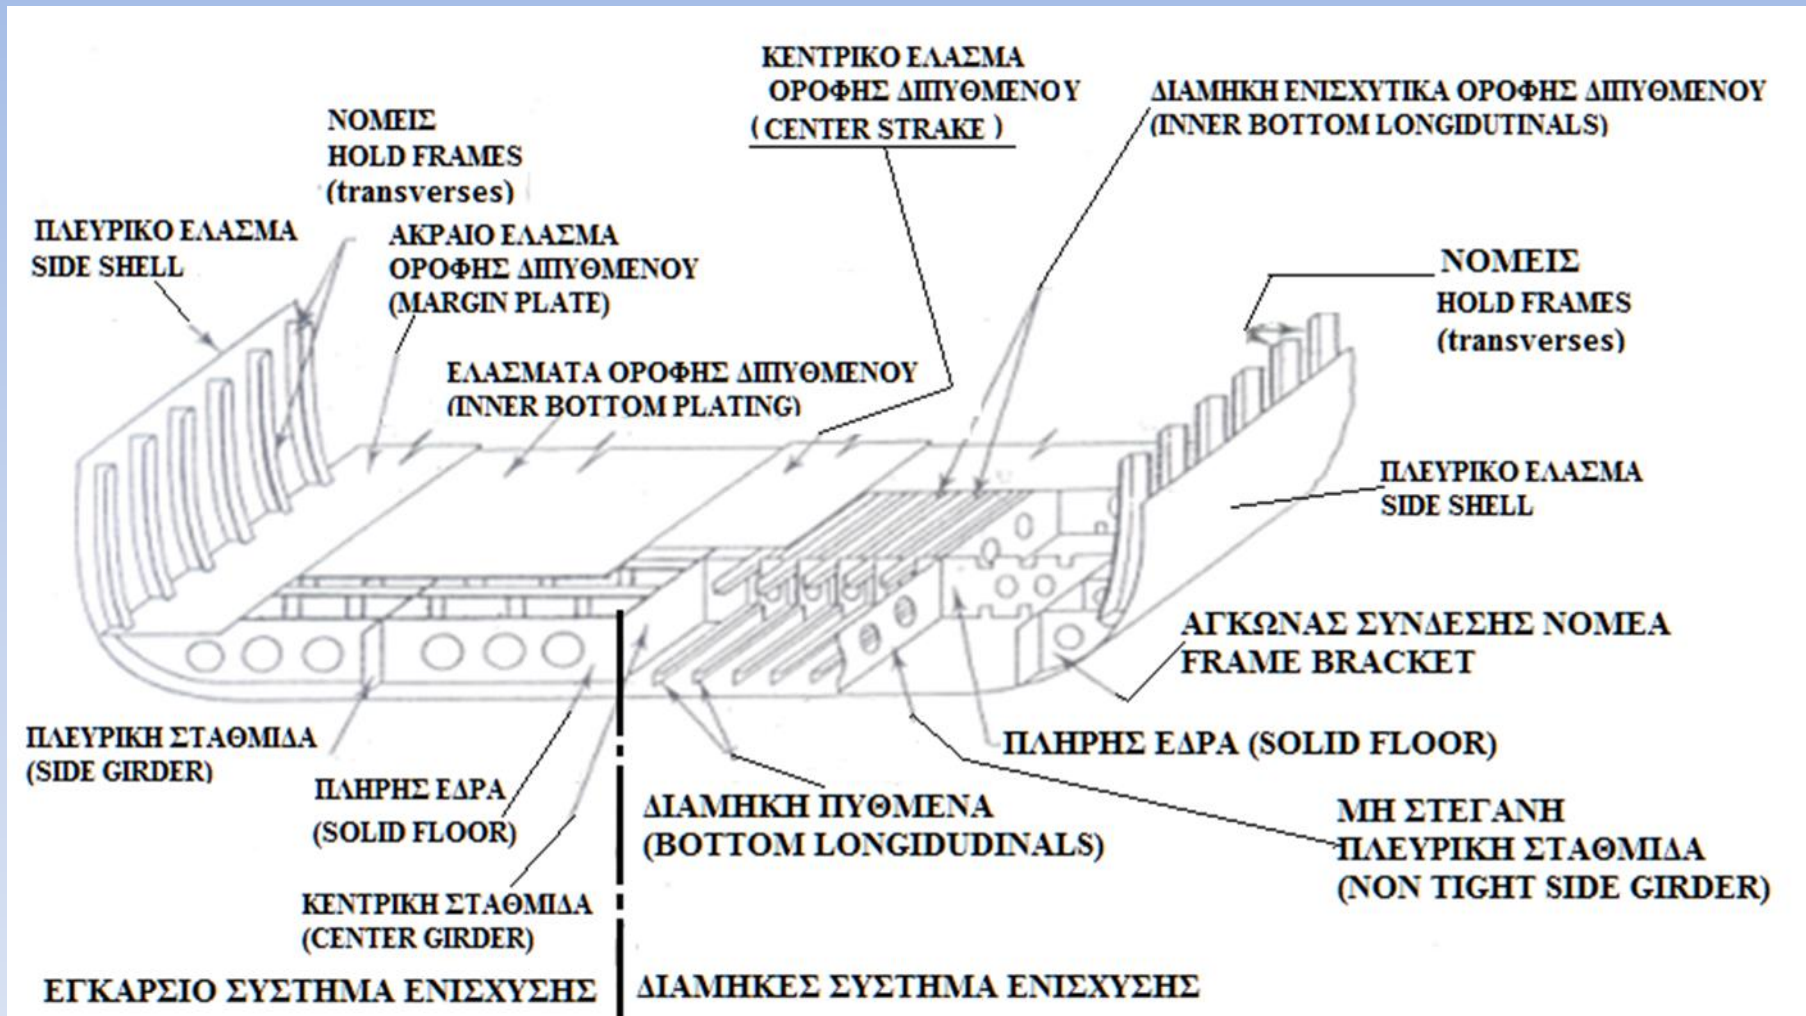 ΚΕΝΤΡΙΚΟ ΕΛΑΣΜΑ
ΟΡΟΦΗΣ ΔΙΠΥΘΜΕΝΟΥ
( CENTER STRAKE )
ΔΙΑΜΗΚΗ ΕΝΙΣΧΥΤΙΚΑ ΟΡΟΦΗΣ ΔΙΠΥΘΜΕΝΟΥ
(INNER BOTTOM LONGIDUTINALS)
ΝΟΜΕΙΣ
HOLD FRAMES
(transverses)
ΠΛΕΥΡΙΚΟ ΕΛΑΣΜΑ
SIDE SHELL
ΑΚΡΑΙΟ ΕΛΑΣΜΑ
ΟΡΟΦΗΣ ΔΙΠΥΘΜΕΝΟΥ
(MARGIN PLATE)
ΝΟΜΕΙΣ
HOLD FRAMES
(transverses)
ΕΛΑΣΜΑΤΑ ΟΡΟΦΗΣ ΔΙΠΥΘΜΕΝΟΥ
(INNER BOTTOM PLATING)
ΠΛΕΥΡΙΚΟ ΕΛΑΣΜΑ
SIDE SHELL
ΑΓΚΩΝΑΣ ΣΥΝΔΕΣΗΣ ΝΟΜΕΑ
FRAME BRACKET
ΠΛΕΥΡΙΚΗ ΣΤΑΘΜΙΔΑ
(SIDE GIRDER)
ΠΛΗΡΗΣ ΕΔΡΑ (SOLID FLOOR)
ΠΛΗΡΗΣ ΕΔΡΑ
(SOLID FLOOR)
ΔΙΑΜΗΚΗ ΠΥΘΜΕΝΑ
(BOTTOM LONGIDUDINALS)
ΜΗ ΣΤΕΓΑΝΗ
ΠΛΕΥΡΙΚΗ ΣΤΑΘΜΙΔΑ
(NON TIGHT SIDE GIRDER)
ΚΕΝΤΡΙΚΗ ΣΤΑΘΜΙΔΑ
(CENTER GIRDER)
ΕΓΚΑΡΣΙΟ ΣΥΣΤΗΜΑ ΕΝΙΣΧΥΣΗΣ
ΔΙΑΜΗΚΕΣ ΣΥΣΤΗΜΑ ΕΝΙΣΧΥΣΗΣ